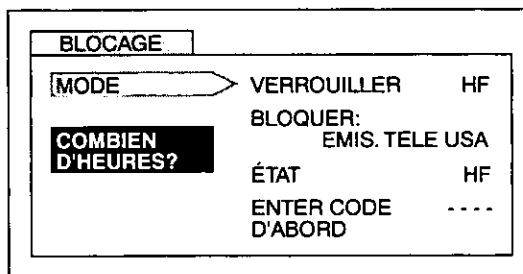 BLOCAGE
MODE
COMBIEN
D'HEURES?
VERROUILLER HF
BLOQUER:
EMIS. TELE USA
ÉTAT HF
ENTER CODE - - - -
D'ABORD